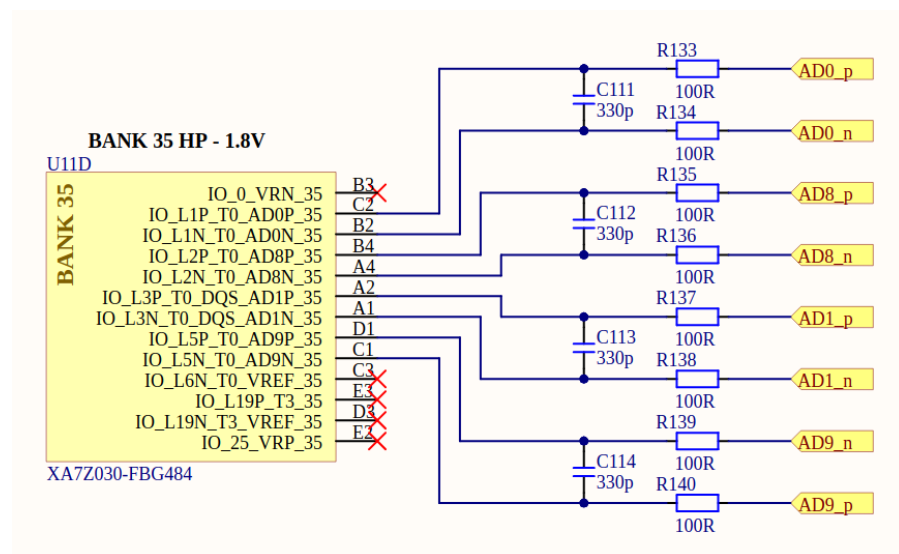 BANK 35 HP - 1.8V
U11D
BANK 35
IO_0_VRN_35 B3
IO_L1P_T0_AD0P_35 C2
IO_L1N_T0_AD0N_35 B2
IO_L2P_T0_AD8P_35 B4
IO_L2N_T0_AD8N_35 A4
IO_L3P_T0_DQS_AD1P_35 A2
IO_L3N_T0_DQS_AD1N_35 A1
IO_L5P_T0_AD9P_35 D1
IO_L5N_T0_AD9N_35 C1
IO_L6N_T0_VREF_35 C3
IO_L19P_T3_35 E3
IO_L19N_T3_VREF_35 D3
IO_25_VRP_35 E2
XA7Z030-FBG484
R133
AD0_p
100R
C111
330p
R134
AD0_n
100R
R135
AD8_p
100R
C112
330p
R136
AD8_n
100R
R137
AD1_p
100R
C113
330p
R138
AD1_n
100R
R139
AD9_n
100R
C114
330p
R140
AD9_p
100R